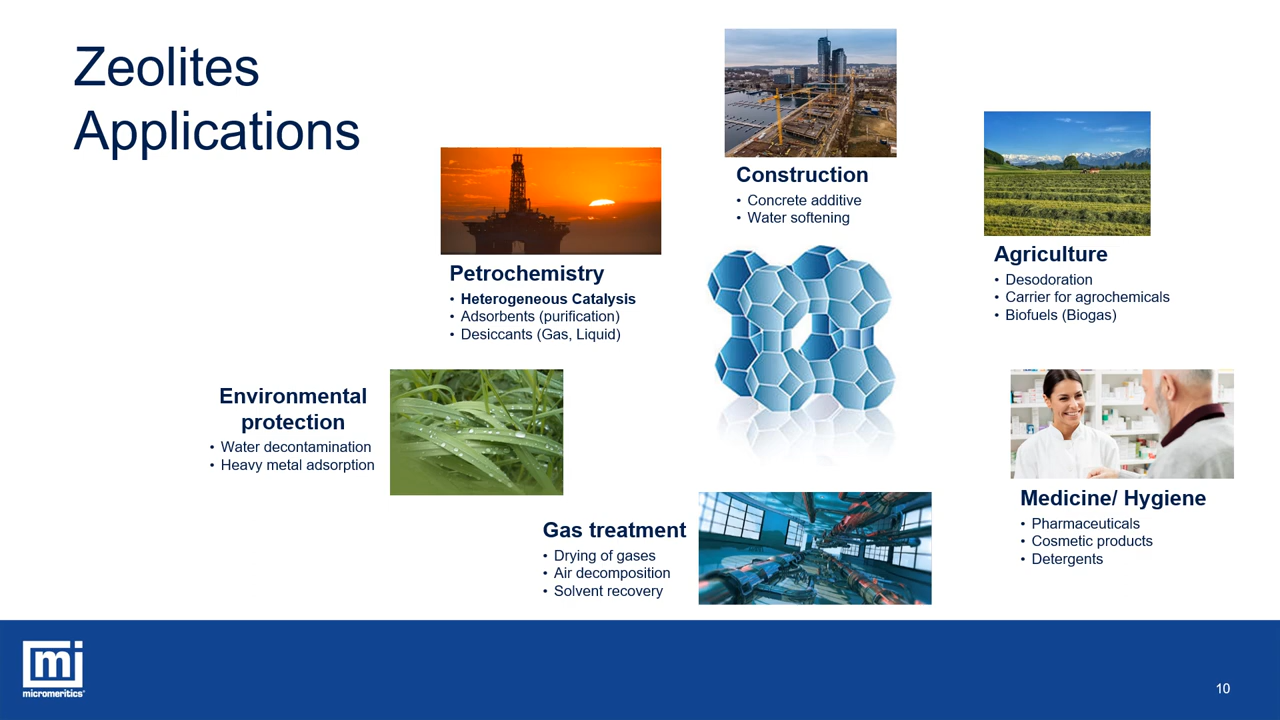 Zeolites
Applications
Construction
• Concrete additive
• Water softening
Petrochemistry
• Heterogeneous Catalysis
• Adsorbents (purification)
• Desiccants (Gas, Liquid)
Agriculture
• Desodoration
• Carrier for agrochemicals
• Biofuels (Biogas)
Environmental
protection
• Water decontamination
• Heavy metal adsorption
Medicine/ Hygiene
• Pharmaceuticals
• Cosmetic products
• Detergents
Gas treatment
• Drying of gases
• Air decomposition
• Solvent recovery
mi
micromeritics®
10